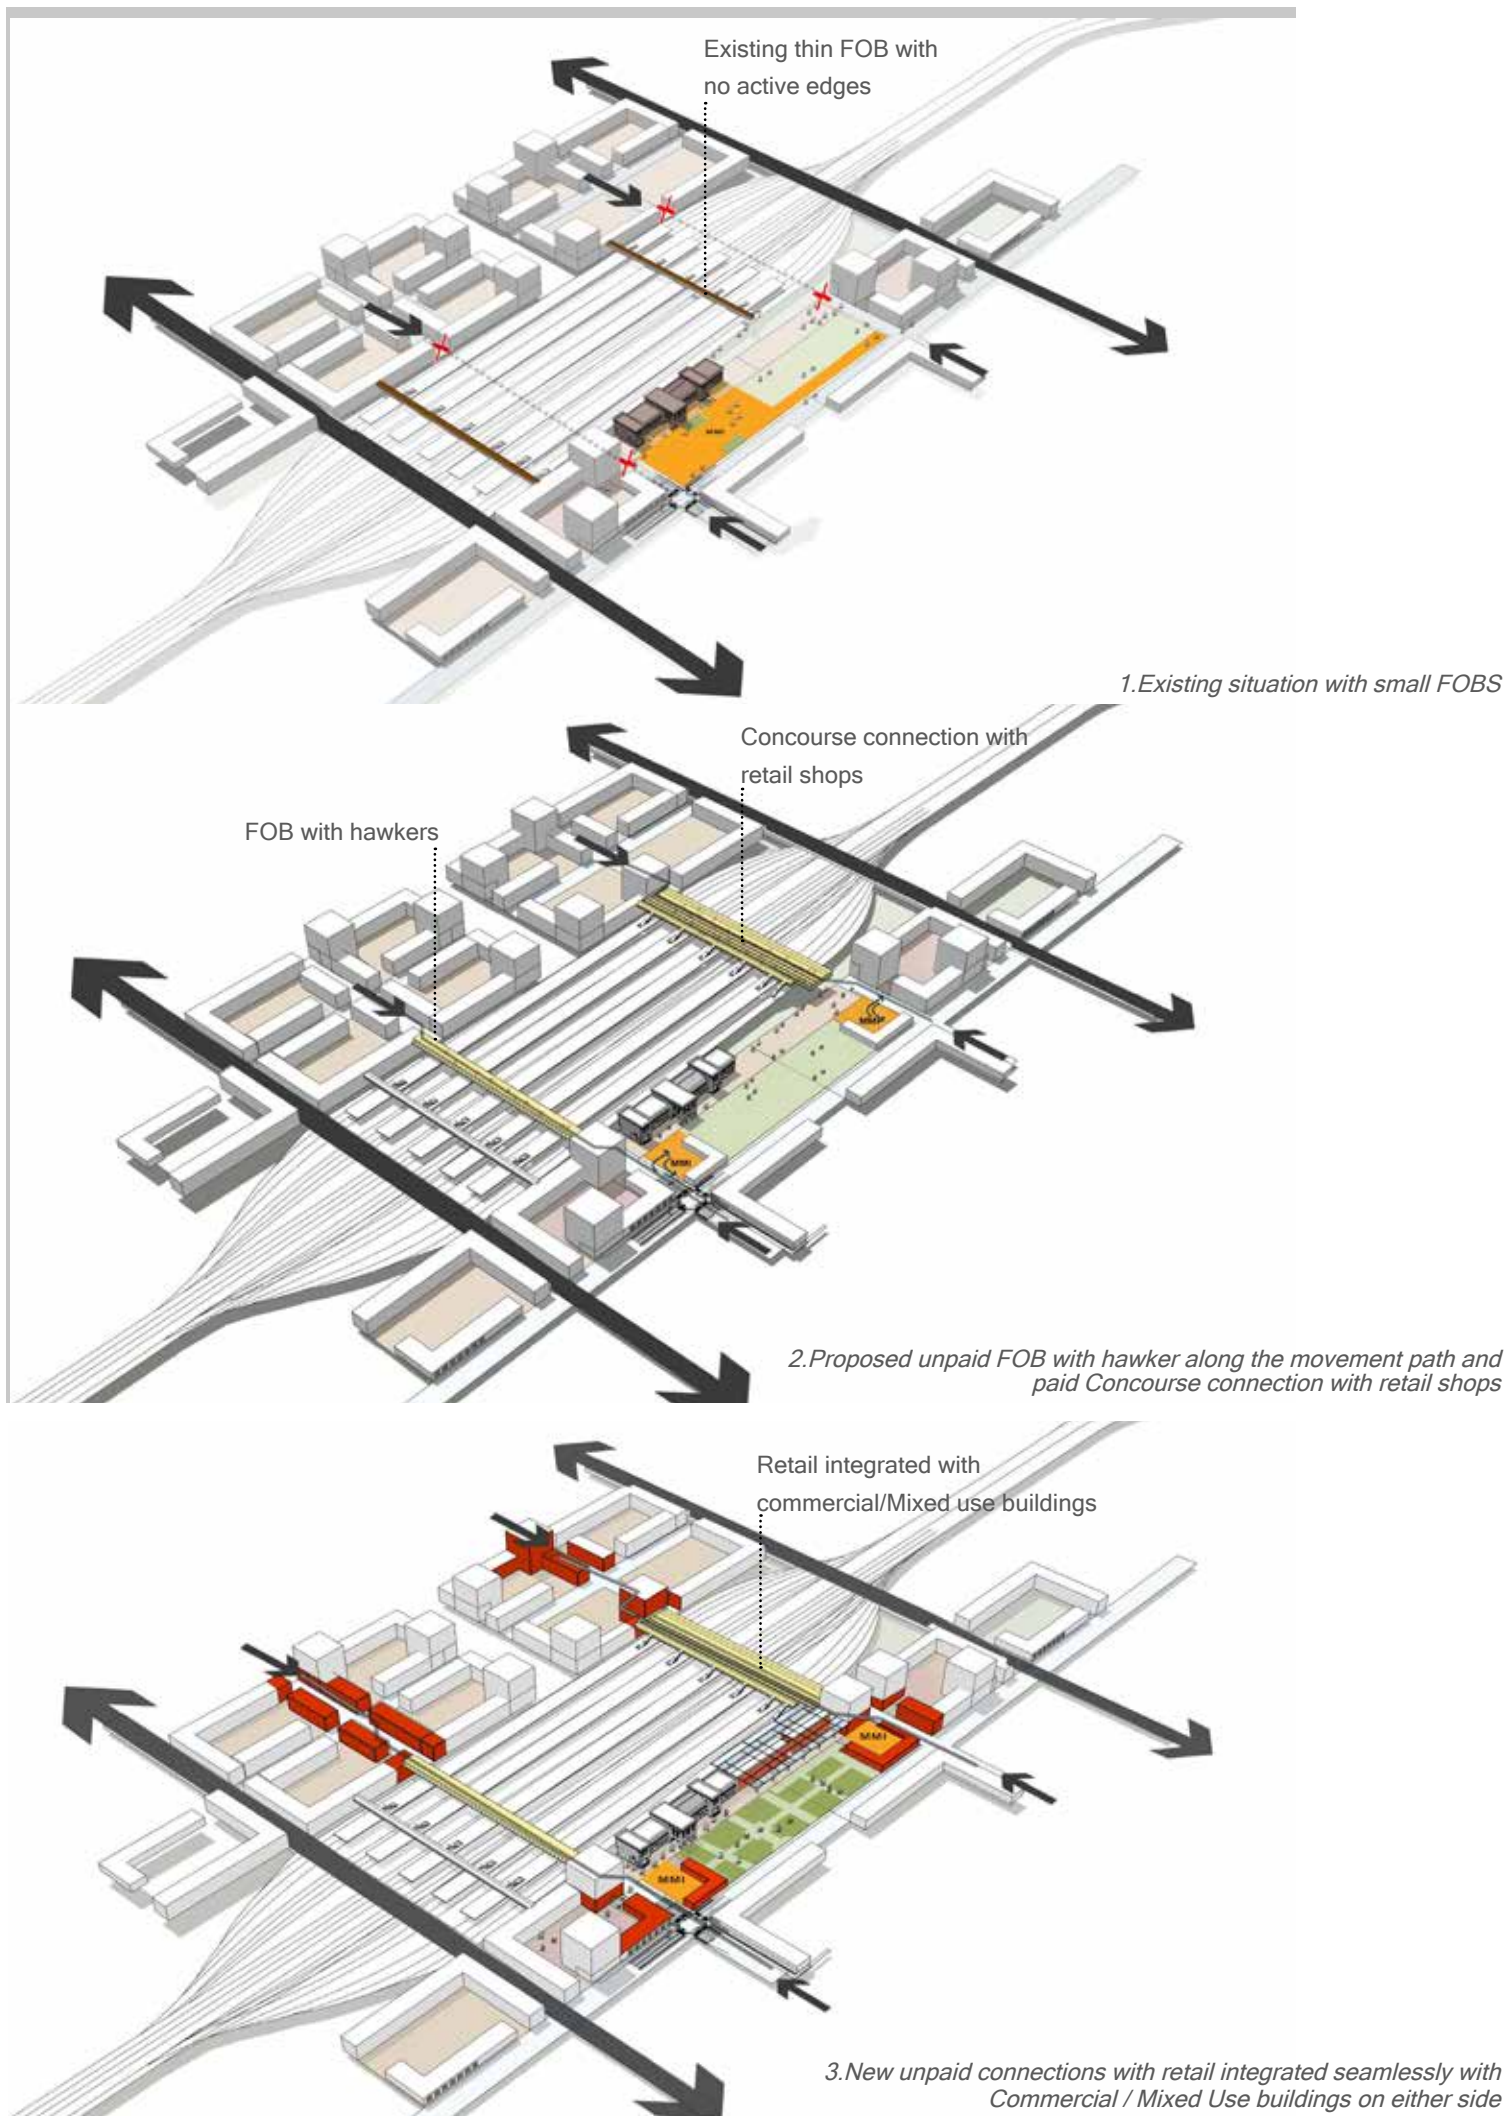 Existing thin FOB with
no active edges
MMI
1.Existing situation with small FOBS
Concourse connection with
retail shops
FOB with hawkers
MMI
2.Proposed unpaid FOB with hawker along the movement path and
paid Concourse connection with retail shops
Retail integrated with
commercial/Mixed use buildings
MMI
MMI
3.New unpaid connections with retail integrated seamlessly with
Commercial / Mixed Use buildings on either side